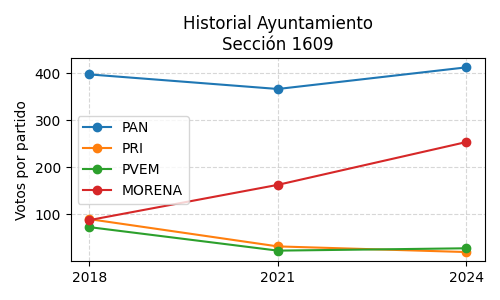 Historial Ayuntamiento
Sección 1609
Votos por partido
400
300
200
100
PAN
PRI
PVEM
MORENA
2018
2021
2024